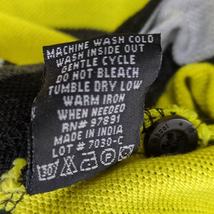 MACHINE WASH COLD
WASH INSIDE OUT
GENTLE CYCLE
DO NOT BLEACH
TUMBLE DRY LOW
WARM IRON
WHEN NEEDED
RN# 97891
MADE IN INDIA
LOT # 7030-C
30